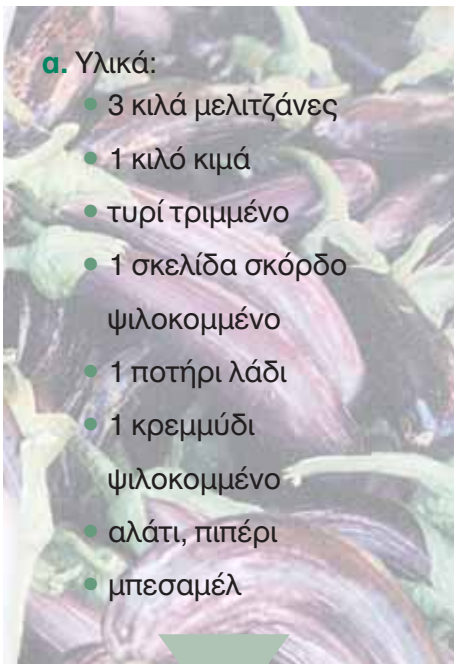 α. Υλικά:
• 3 κιλά μελιτζάνες
• 1 κιλό κιμά
• τυρί τριμμένο
• 1 σκελίδα σκόρδο
ψιλοκομμένο
• 1 ποτήρι λάδι
• 1 κρεμμύδι
ψιλοκομμένο
• αλάτι, πιπέρι
• μπεσαμέλ